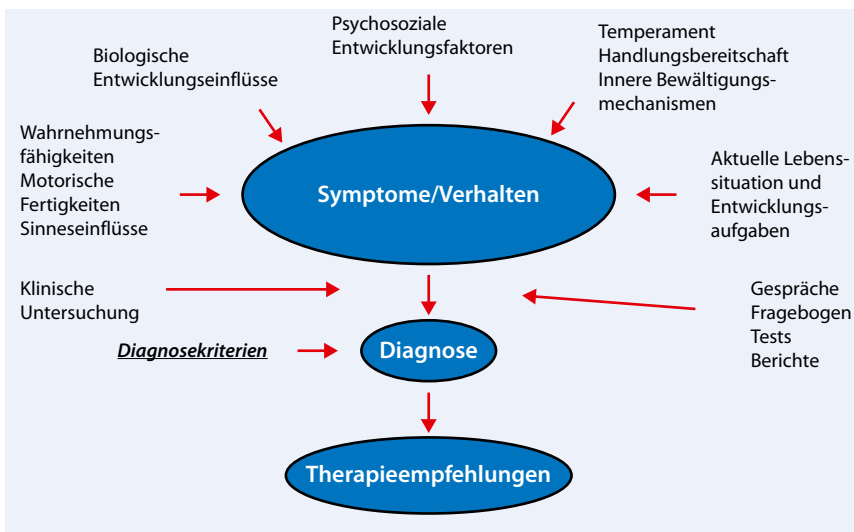 Psychosoziale
Entwicklungsfaktoren
Biologische
Entwicklungseinflüsse
Temperament
Handlungsbereitschaft
Innere Bewältigungs-
mechanismen
Wahrnehmungs-
fähigkeiten
Motorische
Fertigkeiten
Sinneseinflüsse
Symptome/Verhalten
Aktuelle Lebens-
situation und
Entwicklungs-
aufgaben
Klinische
Untersuchung
Gespräche
Fragebogen
Tests
Berichte
Diagnosekriterien
Diagnose
Therapieempfehlungen